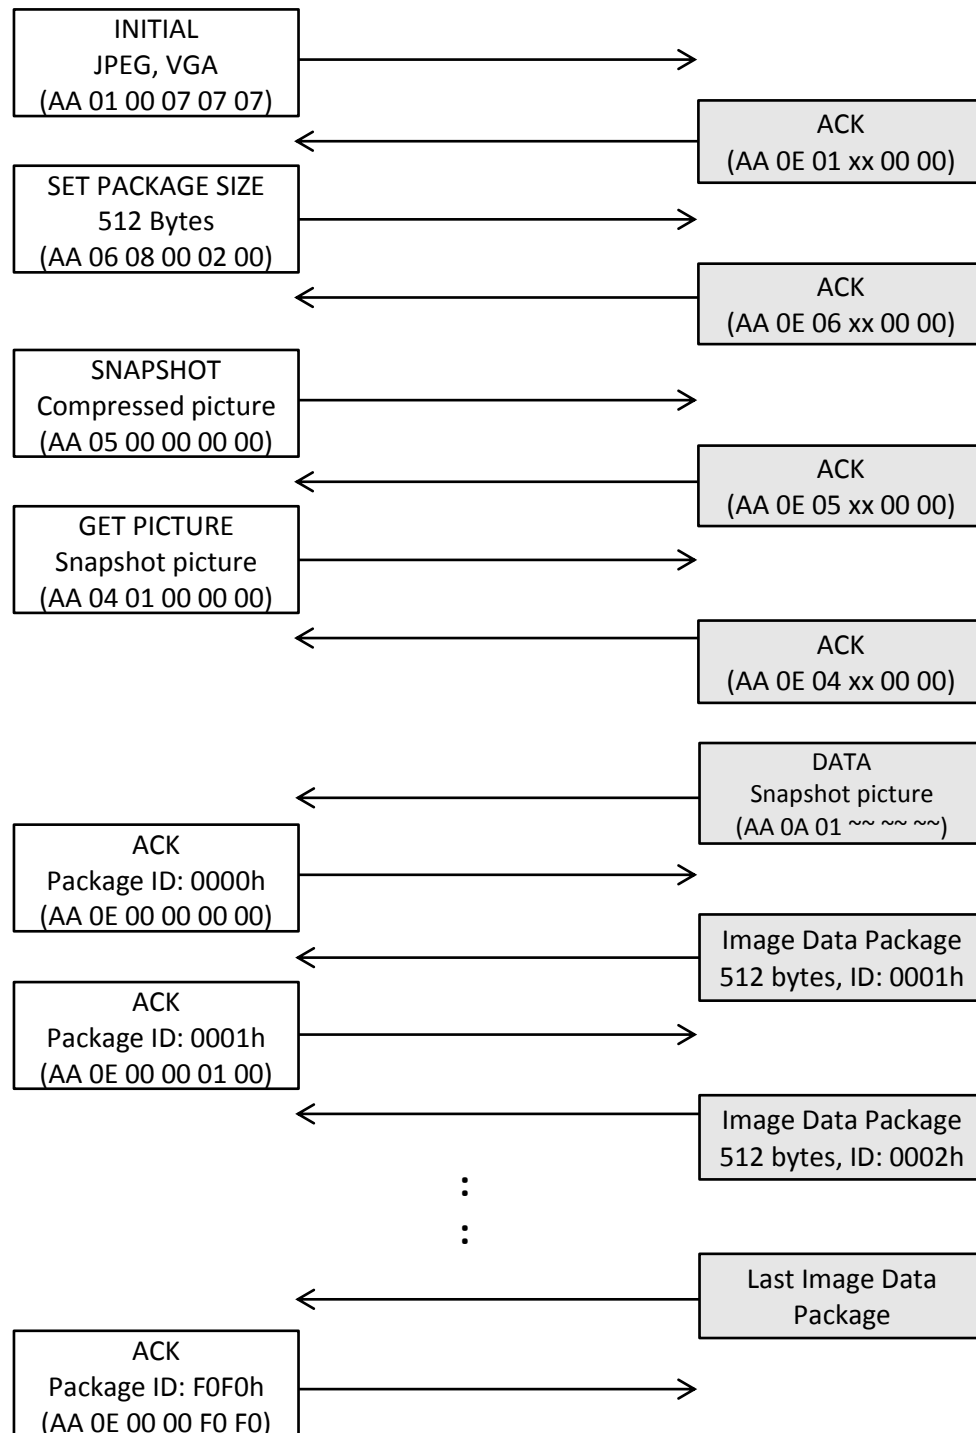 INITIAL
JPEG, VGA
(AA 01 00 07 07 07)
ACK
(AA 0E 01 xx 00 00)
SET PACKAGE SIZE
512 Bytes
(AA 06 08 00 02 00)
ACK
(AA 0E 06 xx 00 00)
SNAPSHOT
Compressed picture
(AA 05 00 00 00 00)
ACK
(AA 0E 05 xx 00 00)
GET PICTURE
Snapshot picture
(AA 04 01 00 00 00)
ACK
(AA 0E 04 xx 00 00)
DATA
Snapshot picture
(AA 0A 01 ~~ ~~ ~~)
ACK
Package ID: 0000h
(AA 0E 00 00 00 00)
Image Data Package
512 bytes, ID: 0001h
ACK
Package ID: 0001h
(AA 0E 00 00 01 00)
Image Data Package
512 bytes, ID: 0002h
:
:
Last Image Data
Package
ACK
Package ID: F0F0h
(AA 0E 00 00 F0 F0)